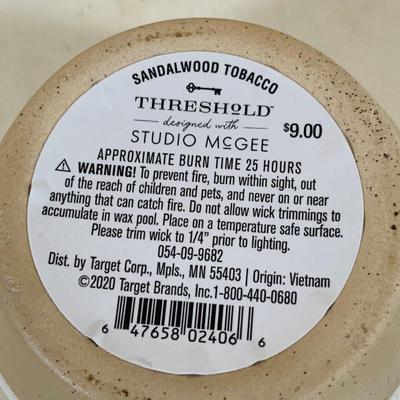 SANDALWOOD TOBACCO
THRESHOLD™
designed with
STUDIO McGEE
$9.00
APPROXIMATE BURN TIME 25 HOURS
⚠ WARNING! To prevent fire, burn within sight, out
of the reach of children and pets, and never on or near
anything that can catch fire. Do not allow wick trimmings to
accumulate in wax pool. Place on a temperature safe surface.
Please trim wick to 1/4" prior to lighting.
054-09-9682
Dist. by Target Corp., Mpls., MN 55403 | Origin: Vietnam
©2020 Target Brands, Inc.1-800-440-0680
6 47658 02406 6